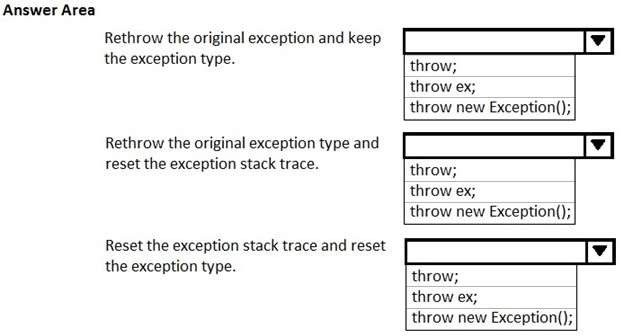 Answer Area
Rethrow the original exception and keep
the exception type.
throw;
throw ex;
throw new Exception();
Rethrow the original exception type and
reset the exception stack trace.
throw;
throw ex;
throw new Exception();
Reset the exception stack trace and reset
the exception type.
throw;
throw ex;
throw new Exception();